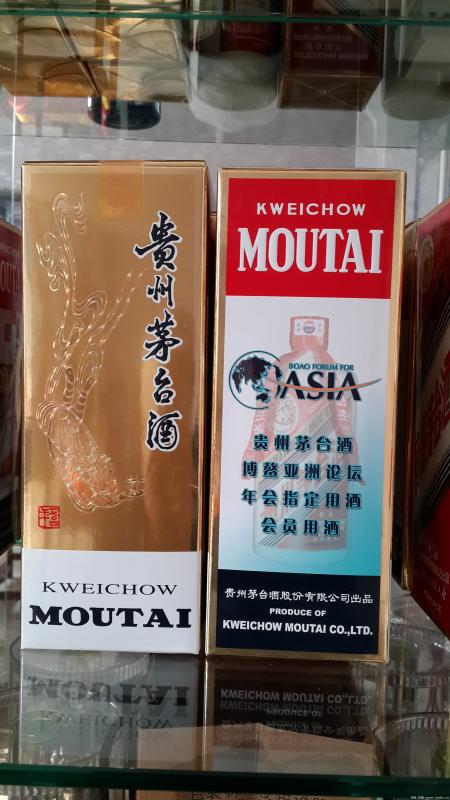 貴州茅台酒
KWEICHOW
MOUTAI
KWEICHOW
MOUTAI
BOAO FORUM FOR
ASIA
贵州茅台酒
博鳌亚洲论坛
年会指定用酒
会员用酒
贵州茅台酒股份有限公司出品
PRODUCE OF
KWEICHOW MOUTAI CO.,LTD.